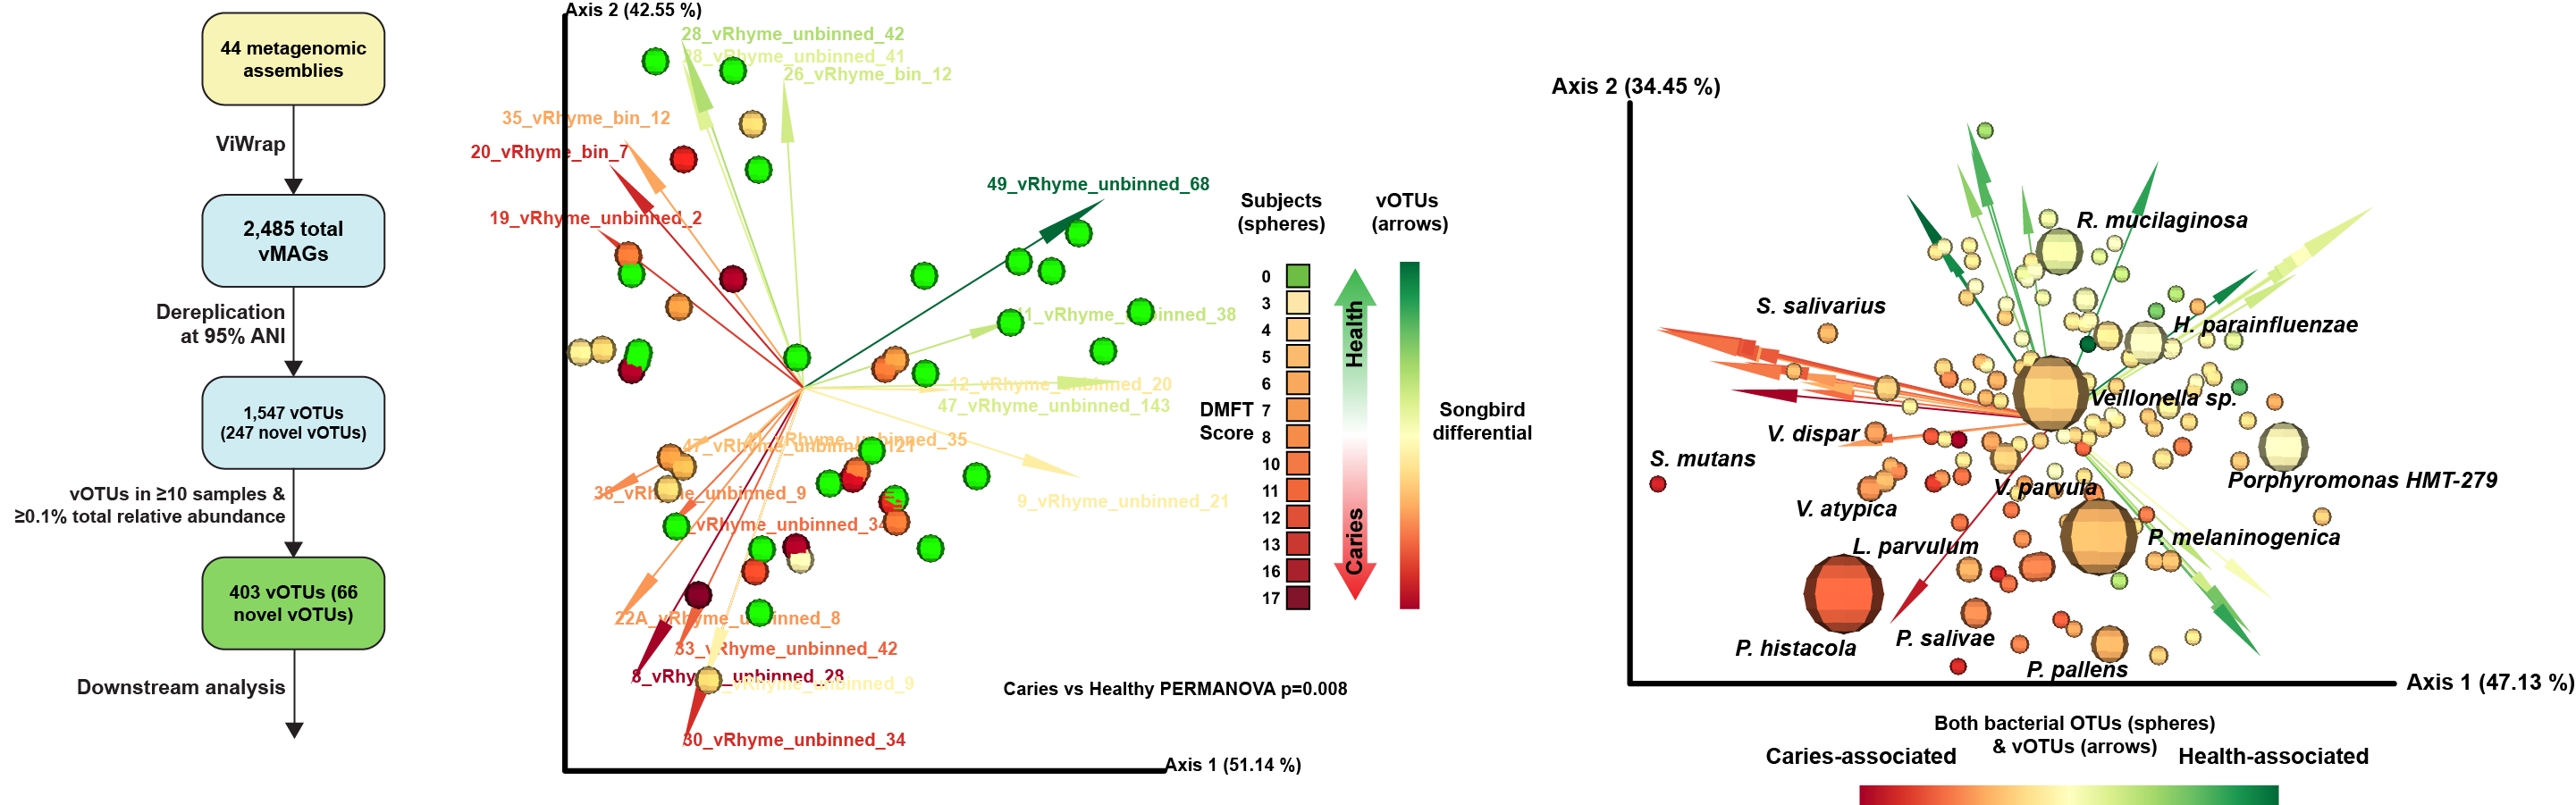 44 metagenomic
assemblies
ViWrap
2,485 total
vMAGs
Dereplication
at 95% ANI
1,547 vOTUs
(247 novel vOTUs)
vOTUs in ≥10 samples &
≥0.1% total relative abundance
403 vOTUs (66
novel vOTUs)
Downstream analysis
Axis 2 (42.55 %)
28_vRhyme_unbinned_42
28_vRhyme_unbinned_41
26_vRhyme_bin_12
35_vRhyme_bin_12
20_vRhyme_bin_7
19_vRhyme_unbinned_2
49_vRhyme_unbinned_68
12_vRhyme_unbinned_20
47_vRhyme_unbinned_143
9_vRhyme_unbinned_21
22A_vRhyme_unbinned_8
33_vRhyme_unbinned_42
8_vRhyme_unbinned_28
30_vRhyme_unbinned_34
38_vRhyme_unbinned_9
Caries vs Healthy PERMANOVA p=0.008
Axis 1 (51.14 %)
Subjects
(spheres)
vOTUs
(arrows)
DMFT
Score
0
3
4
5
6
7
8
10
11
12
13
16
17
Health
Caries
Songbird
differential
Axis 2 (34.45 %)
R. mucilaginosa
S. salivarius
H. parainfluenzae
Veillonella sp.
V. dispar
S. mutans
Porphyromonas HMT-279
V. parvula
V. atypica
P. melaninogenica
L. parvulum
P. histacola
P. salivae
P. pallens
Axis 1 (47.13 %)
Both bacterial OTUs (spheres)
& vOTUs (arrows)
Caries-associated
Health-associated